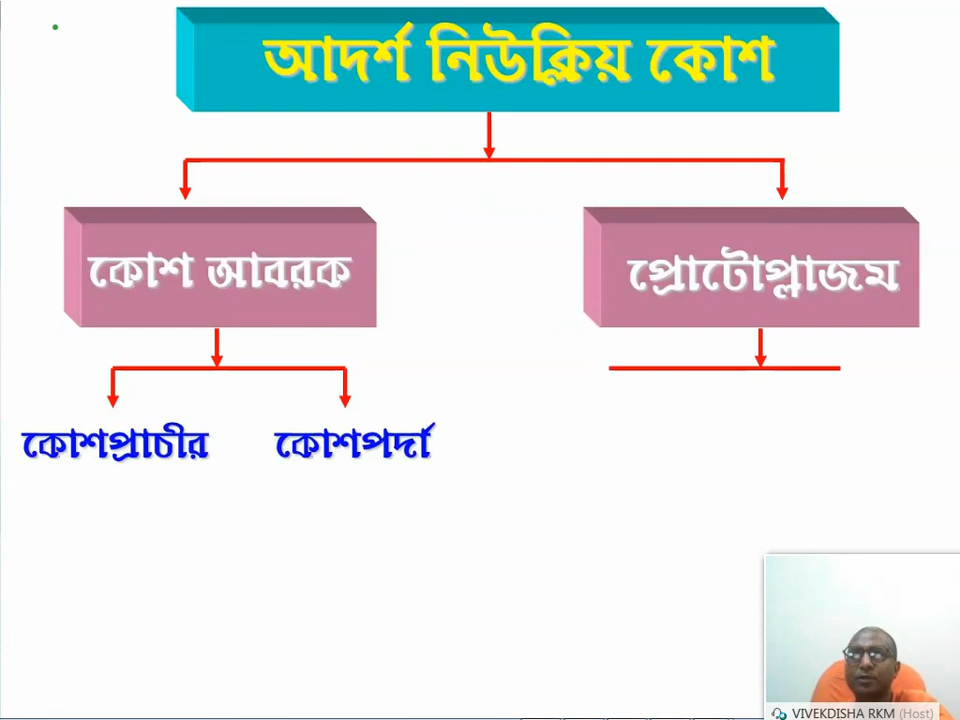 আদর্শ নিউক্লিয় কোশ
কোশ আবরক
প্রোটোপ্লাজম
কোশপ্রাচীর
কোশপর্দা
VIVEKDISHA RKM (Host)